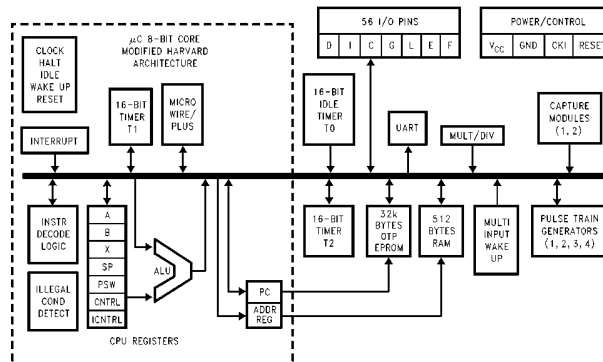 μC 8-BIT CORE
MODIFIED HARVARD
ARCHITECTURE
CLOCK
HALT
IDLE
WAKE UP
RESET
INTERRUPT
16-BIT
TIMER
T1
MICRO
WIRE/
PLUS
56 I/O PINS
D I C G L E F
POWER/CONTROL
VCC GND CKI RESET
16-BIT
IDLE
TIMER
T0
UART
MULT/DIV
CAPTURE
MODULES
(1, 2)
INSTR
DECODE
LOGIC
ILLEGAL
COND
DETECT
A
B
X
SP
PSW
CNTRL
ICNTRL
CPU REGISTERS
ALU
PC
ADDR
REG
16-BIT
TIMER
T2
32k
BYTES
OTP
EPROM
512
BYTES
RAM
MULTI
INPUT
WAKE
UP
PULSE TRAIN
GENERATORS
(1, 2, 3, 4)